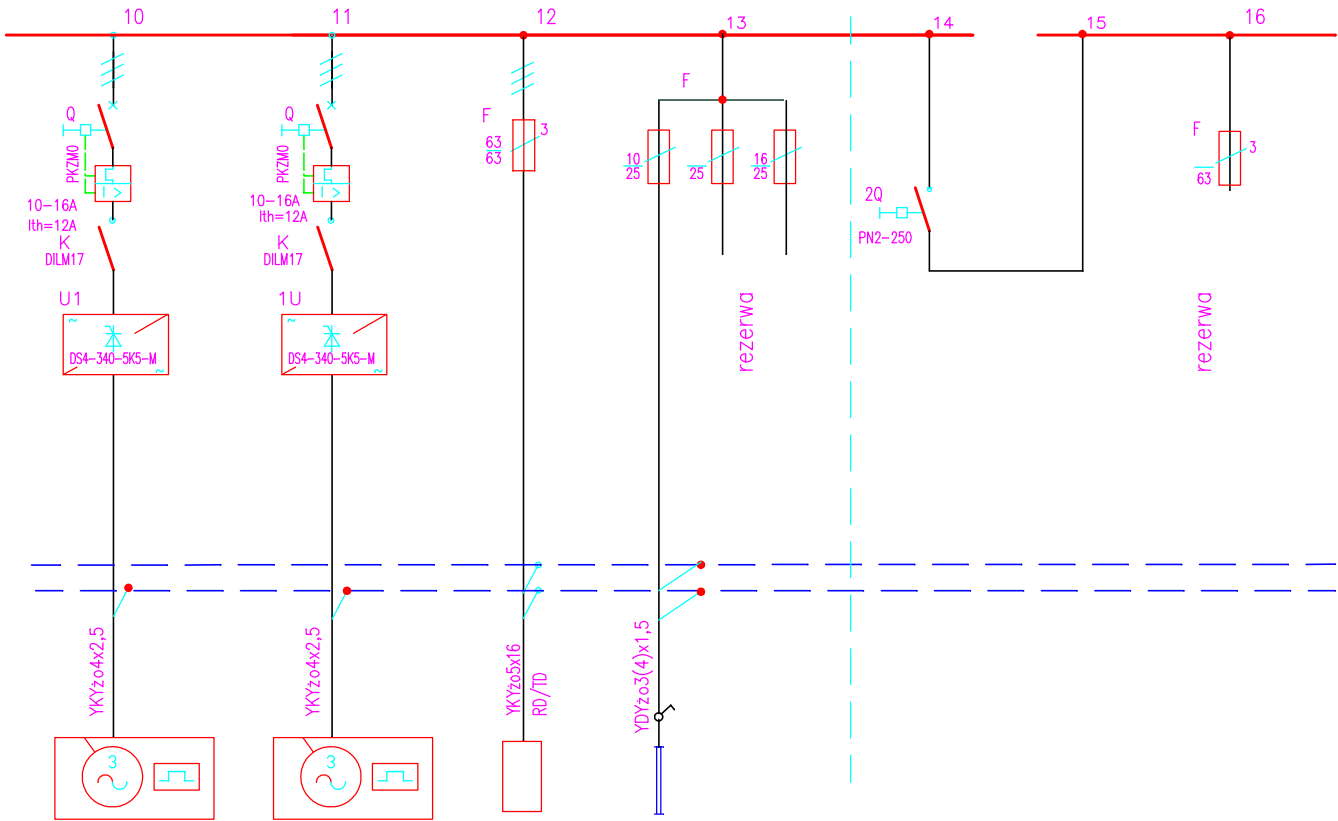 10
11
12
13
14
15
16
Q
PKZM0
10-16A
Ith=12A
K
DILM17
U1
~
DS4-340-5K5-M
~
YKYżo4x2,5
3
Q
PKZM0
10-16A
Ith=12A
K
DILM17
1U
~
DS4-340-5K5-M
~
YKYżo4x2,5
3
F
63
63
3
YKYżo5x16
RD/TD
F
10
25
25
16
25
rezerwa
YDYżo3(4)x1,5
2Q
PN2-250
F
63
3
rezerwa